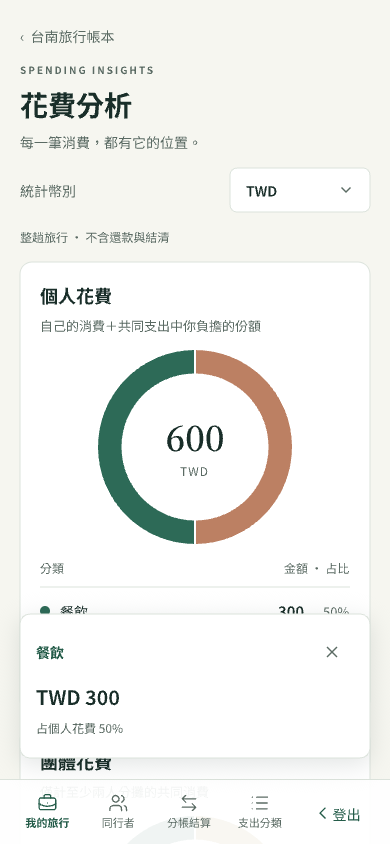 ‹ 台南旅行帳本
SPENDING INSIGHTS
花費分析
每一筆消費，都有它的位置。
統計幣別
TWD
整趟旅行 · 不含還款與結清
個人花費
自己的消費＋共同支出中你負擔的份額
600
TWD
分類 金額 · 占比
餐飲 300 50%
餐飲
TWD 300
占個人花費 50%
團體花費
我的旅行 同行者 分帳結算 支出分類 登出